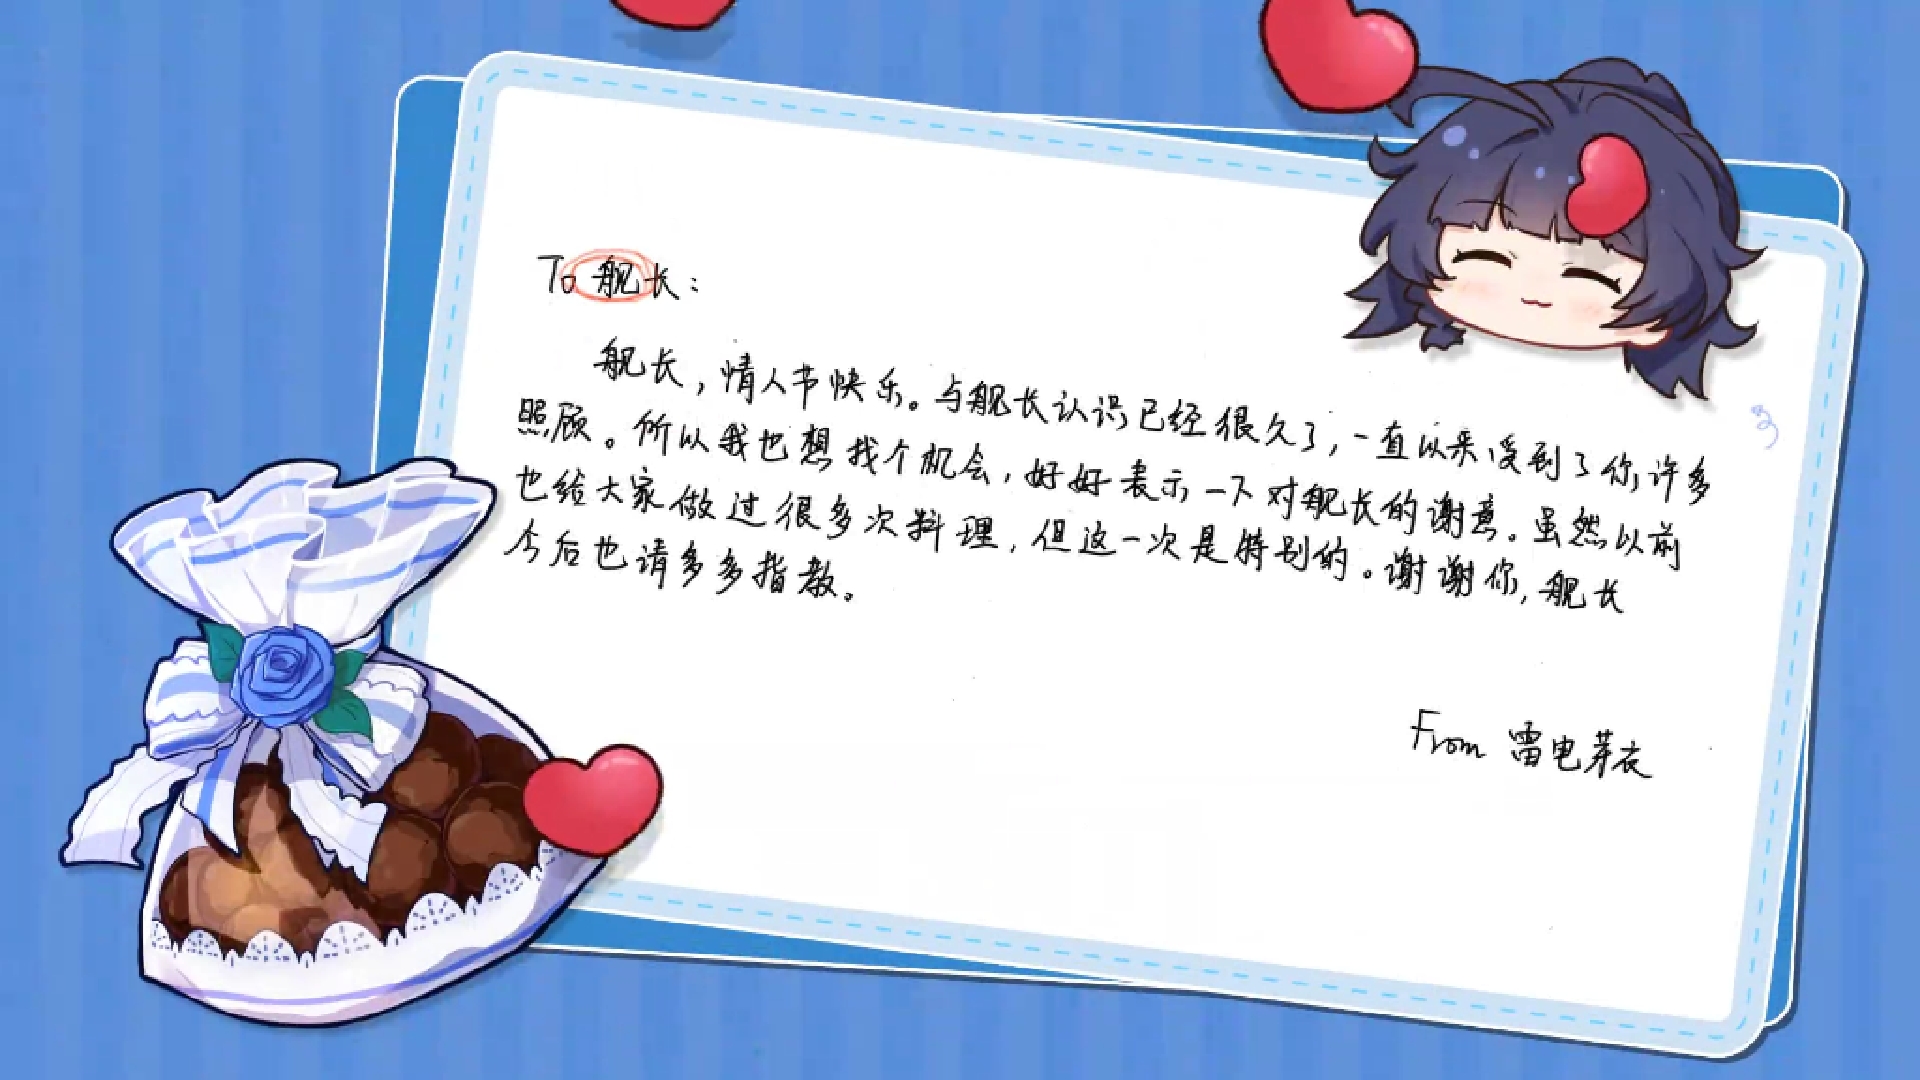 To 舰长：
舰长，情人节快乐。与舰长认识已经很久了，一直以来受到了你许多
照顾。所以我也想找个机会，好好表示一下对舰长的谢意。虽然以前
也给大家做过很多次料理，但这一次是特别的。谢谢你，舰长
今后也请多多指教。
From 雷电芽衣